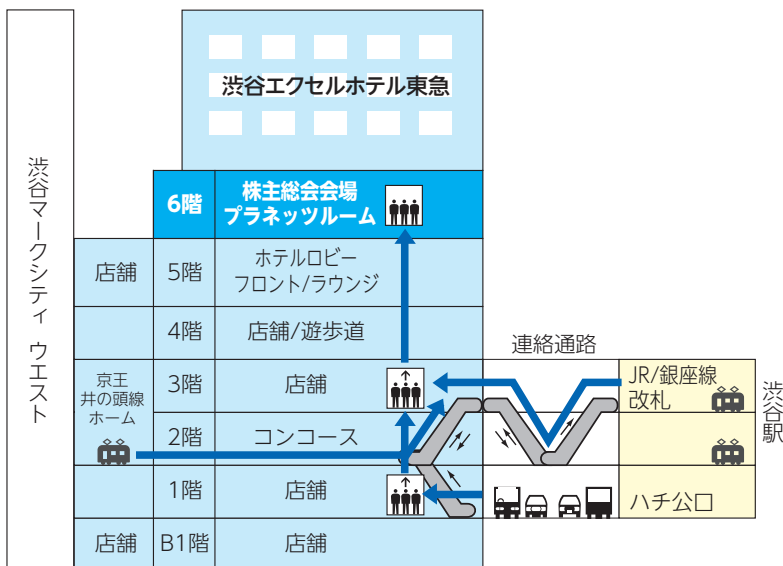 渋谷エクセルホテル東急
渋谷マークシティ ウエスト
6階
株主総会会場
プラネッツルーム
店舗
5階
ホテルロビー
フロント/ラウンジ
4階
店舗/遊歩道
連絡通路
京王
井の頭線
ホーム
3階
店舗
JR/銀座線
改札
渋谷駅
2階
コンコース
1階
店舗
ハチ公口
店舗
B1階
店舗